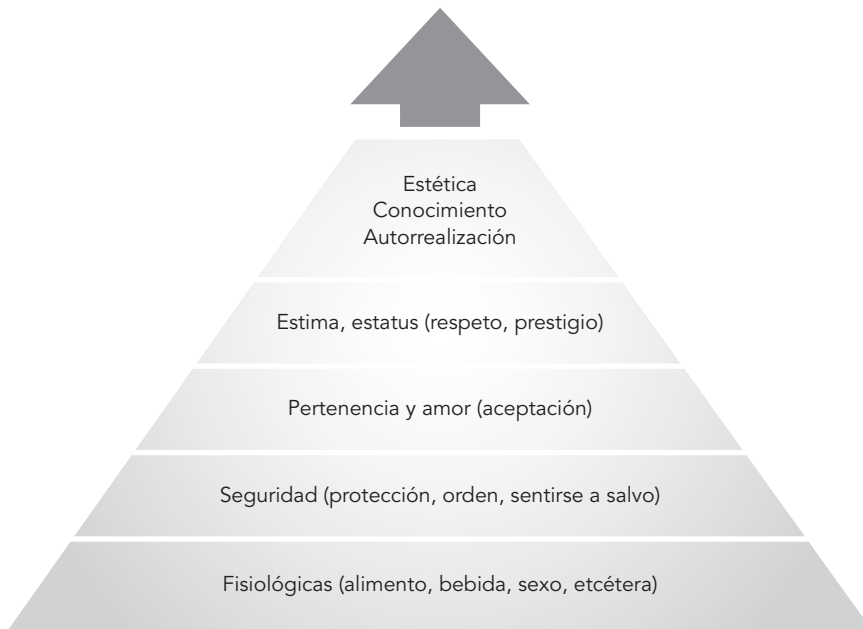 Estética
Conocimiento
Autorrealización
Estima, estatus (respeto, prestigio)
Pertenencia y amor (aceptación)
Seguridad (protección, orden, sentirse a salvo)
Fisiológicas (alimento, bebida, sexo, etcétera)